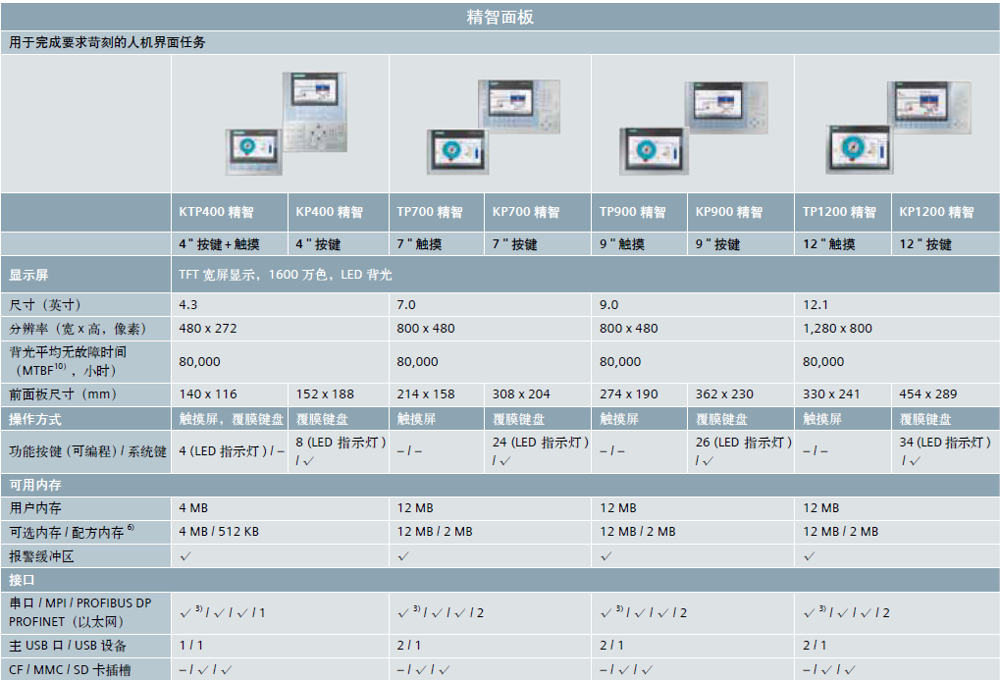 精智面板
用于完成要求苛刻的人机界面任务
KTP400 精智 KP400 精智 TP700 精智 KP700 精智 TP900 精智 KP900 精智 TP1200 精智 KP1200 精智
4 " 按键 + 触摸 4 " 按键 7 " 触摸 7 " 按键 9 " 触摸 9 " 按键 12 " 触摸 12 " 按键
显示屏 TFT 宽屏显示，1600 万色，LED 背光
尺寸（英寸） 4.3 7.0 9.0 12.1
分辨率（宽 x 高，像素） 480 x 272 800 x 480 800 x 480 1,280 x 800
背光平均无故障时间
（MTBF10），小时） 80,000 80,000 80,000 80,000
前面板尺寸（mm） 140 x 116 152 x 188 214 x 158 308 x 204 274 x 190 362 x 230 330 x 241 454 x 289
操作方式 触摸屏，覆膜键盘 覆膜键盘 触摸屏 覆膜键盘 触摸屏 覆膜键盘 触摸屏 覆膜键盘
功能按键（可编程）/ 系统键 4（LED 指示灯）/ – 8（LED 指示灯）/ √ – / – 24（LED 指示灯）/ √ – / – 26（LED 指示灯）/ √ – / – 34（LED 指示灯）/ √
可用内存
用户内存 4 MB 12 MB 12 MB 12 MB
可选内存 / 配方内存 6) 4 MB / 512 KB 12 MB / 2 MB 12 MB / 2 MB 12 MB / 2 MB
报警缓冲区 √ √ √ √
接口
串口 / MPI / PROFIBUS DP
PROFINET（以太网） √ 3) / √ / √ / 1 √ 3) / √ / √ / 2 √ 3) / √ / √ / 2 √ 3) / √ / √ / 2
主 USB 口 / USB 设备 1 / 1 2 / 1 2 / 1 2 / 1
CF / MMC / SD 卡插槽 – / √ / √ – / √ / √ – / √ / √ – / √ / √